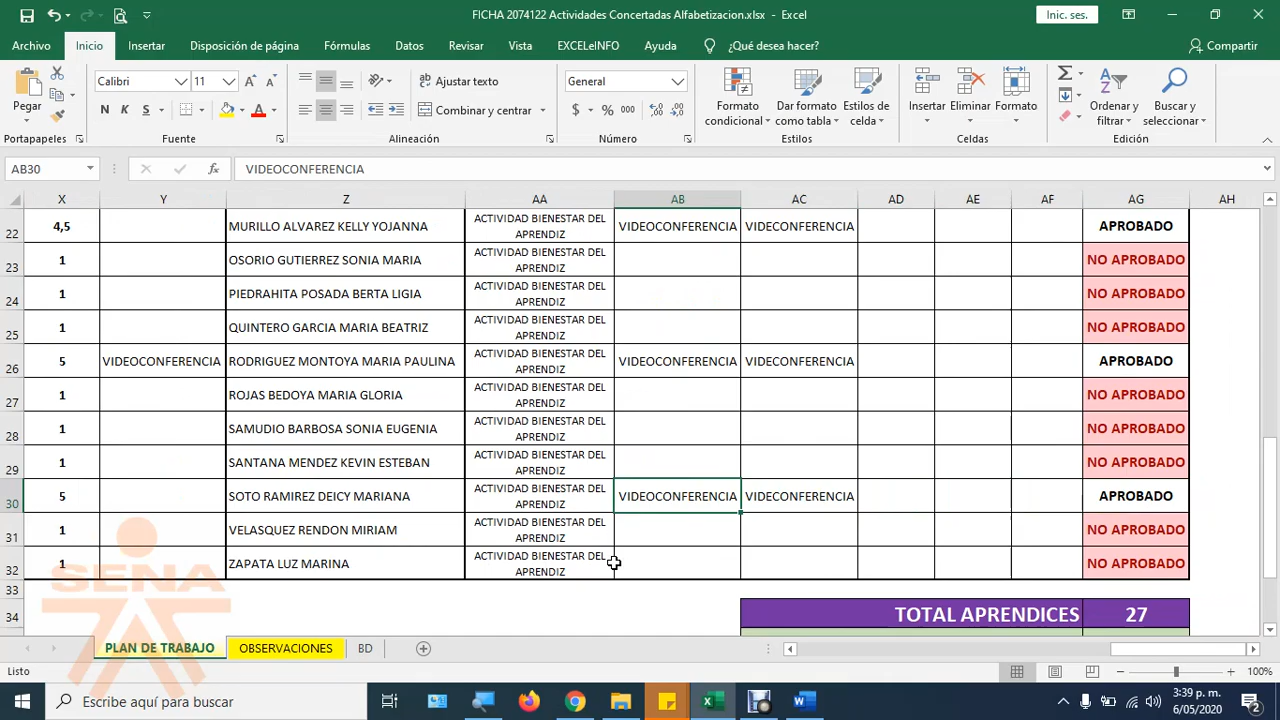 FICHA 2074122 Actividades Concertadas Alfabetizacion.xlsx - Excel
Inic. ses.
Archivo Inicio Insertar Disposición de página Fórmulas Datos Revisar Vista EXCELeINFO Ayuda ¿Qué desea hacer? Compartir
Pegar
Calibri 11
N K S
Ajustar texto
Combinar y centrar
General
$ % 000
Formato condicional
Dar formato como tabla
Estilos de celda
Insertar Eliminar Formato
Ordenar y filtrar
Buscar y seleccionar
Portapapeles Fuente Alineación Número Estilos Celdas Edición
AB30 fx VIDEOCONFERENCIA
X Y Z AA AB AC AD AE AF AG AH
22 4,5 MURILLO ALVAREZ KELLY YOJANNA ACTIVIDAD BIENESTAR DEL APRENDIZ VIDEOCONFERENCIA VIDECONFERENCIA APROBADO
23 1 OSORIO GUTIERREZ SONIA MARIA ACTIVIDAD BIENESTAR DEL APRENDIZ NO APROBADO
24 1 PIEDRAHITA POSADA BERTA LIGIA ACTIVIDAD BIENESTAR DEL APRENDIZ NO APROBADO
25 1 QUINTERO GARCIA MARIA BEATRIZ ACTIVIDAD BIENESTAR DEL APRENDIZ NO APROBADO
26 5 VIDEOCONFERENCIA RODRIGUEZ MONTOYA MARIA PAULINA ACTIVIDAD BIENESTAR DEL APRENDIZ VIDEOCONFERENCIA VIDECONFERENCIA APROBADO
27 1 ROJAS BEDOYA MARIA GLORIA ACTIVIDAD BIENESTAR DEL APRENDIZ NO APROBADO
28 1 SAMUDIO BARBOSA SONIA EUGENIA ACTIVIDAD BIENESTAR DEL APRENDIZ NO APROBADO
29 1 SANTANA MENDEZ KEVIN ESTEBAN ACTIVIDAD BIENESTAR DEL APRENDIZ NO APROBADO
30 5 SOTO RAMIREZ DEICY MARIANA ACTIVIDAD BIENESTAR DEL APRENDIZ VIDEOCONFERENCIA VIDECONFERENCIA APROBADO
31 1 VELASQUEZ RENDON MIRIAM ACTIVIDAD BIENESTAR DEL APRENDIZ NO APROBADO
32 1 ZAPATA LUZ MARINA ACTIVIDAD BIENESTAR DEL APRENDIZ NO APROBADO
33
34 TOTAL APRENDICES 27
SENA
PLAN DE TRABAJO OBSERVACIONES BD
Listo 100%
Escribe aquí para buscar
3:39 p. m.
6/05/2020
2